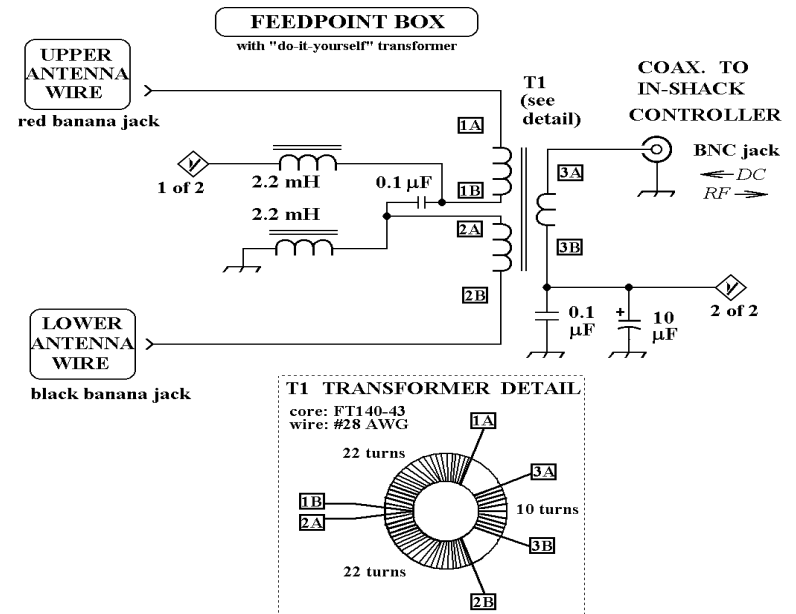 FEEDPOINT BOX
with "do-it-yourself" transformer
UPPER
ANTENNA
WIRE
red banana jack
T1
(see
detail)
COAX. TO
IN-SHACK
CONTROLLER
BNC jack
DC
RF
1A
1B
2A
2B
3A
3B
1 of 2
2.2 mH
0.1 µF
2.2 mH
0.1
µF
+
10
µF
2 of 2
LOWER
ANTENNA
WIRE
black banana jack
T1 TRANSFORMER DETAIL
core: FT140-43
wire: #28 AWG
1A
22 turns
3A
1B
2A
10 turns
3B
22 turns
2B